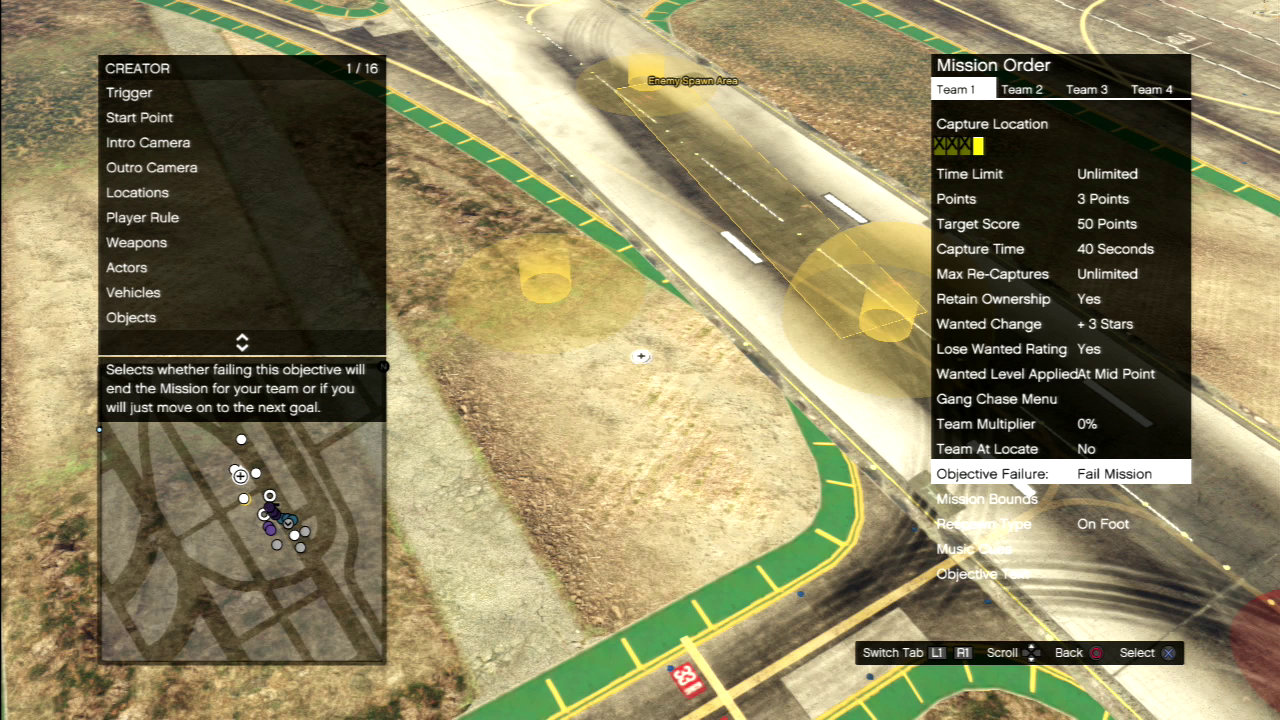 CREATOR 1 / 16
Trigger
Start Point
Intro Camera
Outro Camera
Locations
Player Rule
Weapons
Actors
Vehicles
Objects
Selects whether failing this objective will
end the Mission for your team or if you
will just move on to the next goal.
N
Enemy Spawn Area
Mission Order
Team 1 Team 2 Team 3 Team 4
Capture Location
Time Limit Unlimited
Points 3 Points
Target Score 50 Points
Capture Time 40 Seconds
Max Re-Captures Unlimited
Retain Ownership Yes
Wanted Change + 3 Stars
Lose Wanted Rating Yes
Wanted Level Applied At Mid Point
Gang Chase Menu
Team Multiplier 0%
Team At Locate No
Objective Failure: Fail Mission
Mission Bounds
Type On Foot
Music
Objective
33
Switch Tab L1 R1 Scroll Back Select